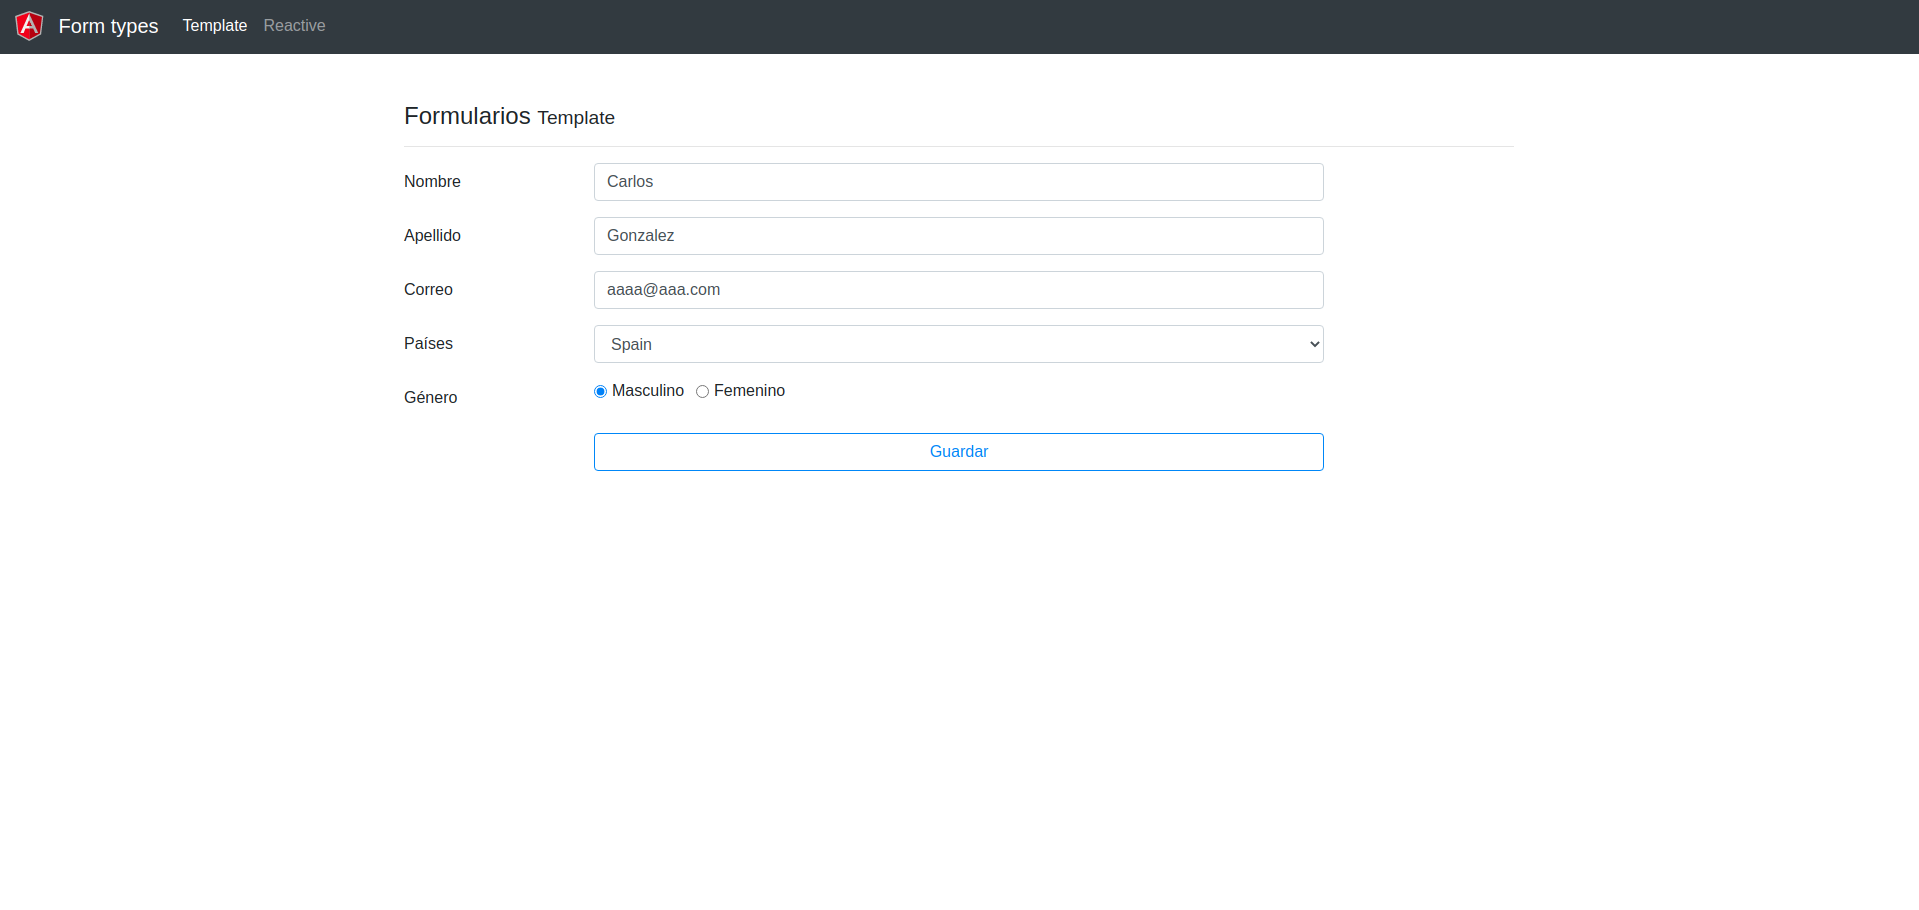 Form types Template Reactive
Formularios Template
Nombre Carlos
Apellido Gonzalez
Correo aaaa@aaa.com
Países Spain
Género Masculino Femenino
Guardar